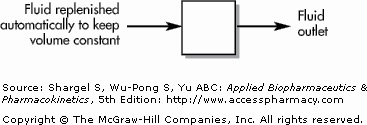 Fluid replenished
automatically to keep
volume constant
Fluid
outlet
Source: Shargel S, Wu-Pong S, Yu ABC: Applied Biopharmaceutics &
Pharmacokinetics, 5th Edition: http://www.accesspharmacy.com
Copyright © The McGraw-Hill Companies, Inc. All rights reserved.